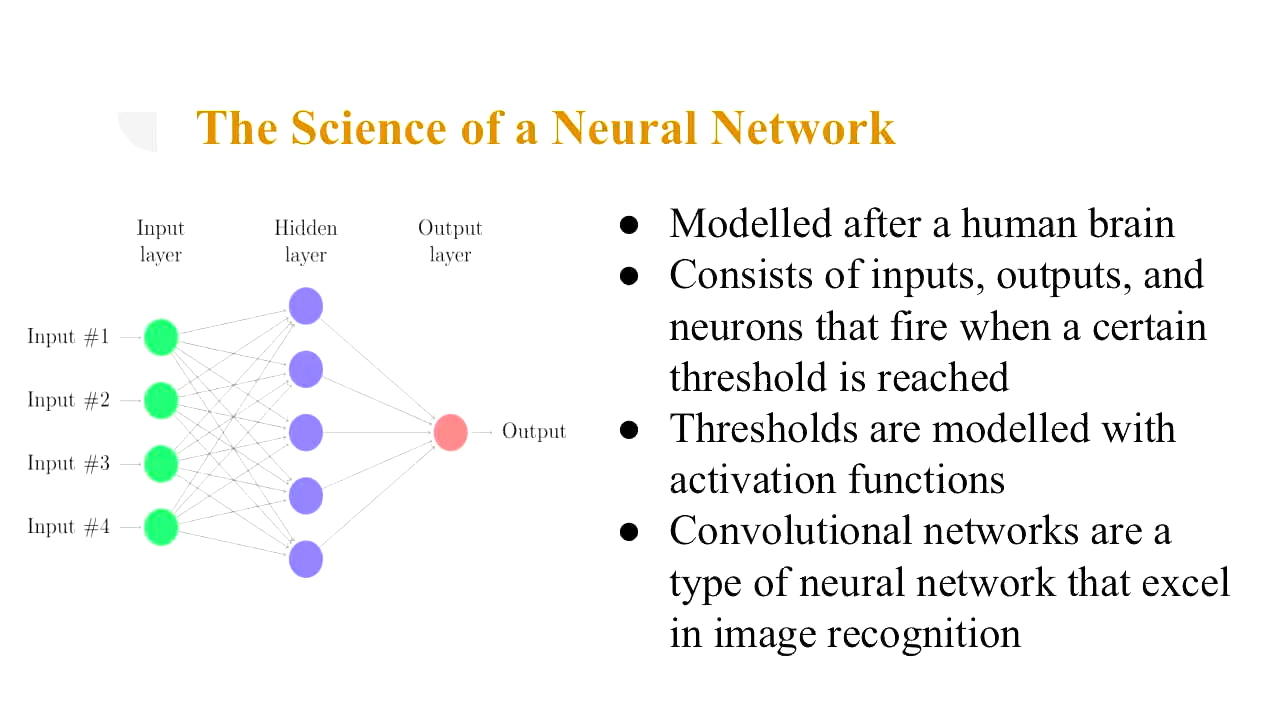 The Science of a Neural Network
Input
layer
Hidden
layer
Output
layer
Input #1
Input #2
Input #3
Input #4
Output
● Modelled after a human brain
● Consists of inputs, outputs, and
neurons that fire when a certain
threshold is reached
● Thresholds are modelled with
activation functions
● Convolutional networks are a
type of neural network that excel
in image recognition